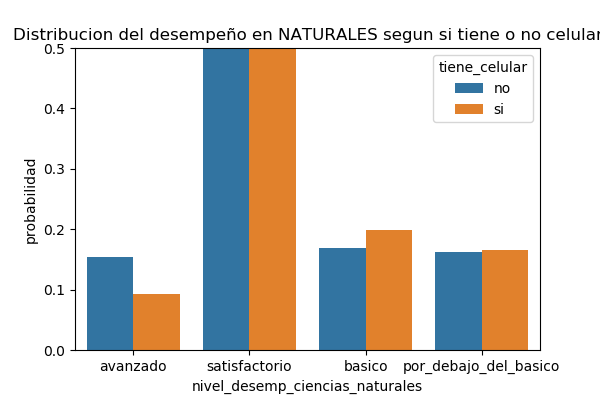 Distribucion del desempeño en NATURALES segun si tiene o no celular
0.5
0.4
0.3
0.2
0.1
0.0
probabilidad
tiene_celular
no
si
avanzado
satisfactorio
basico
por_debajo_del_basico
nivel_desemp_ciencias_naturales